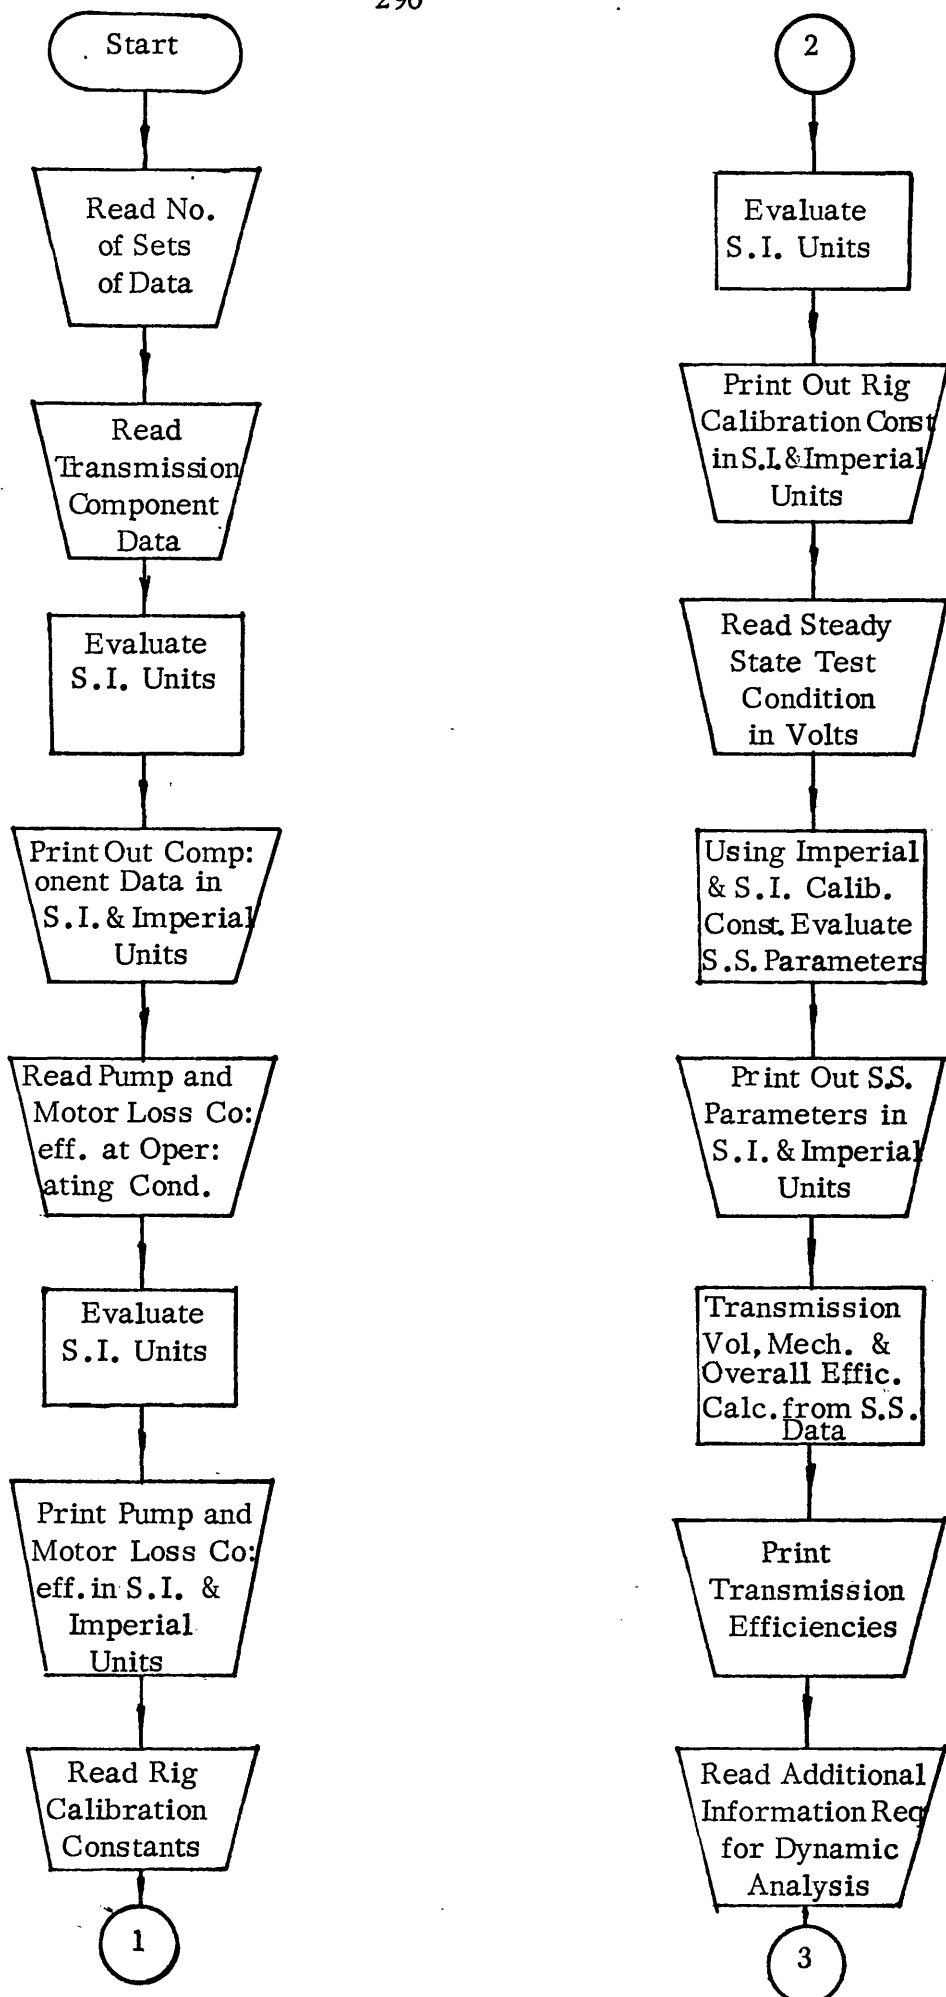 Start
Read No.
of Sets
of Data
Read
Transmission
Component
Data
Evaluate
S.I. Units
Print Out Comp:
onent Data in
S.I. & Imperial
Units
Read Pump and
Motor Loss Co:
eff. at Oper:
ating Cond.
Evaluate
S.I. Units
Print Pump and
Motor Loss Co:
eff. in S.I. &
Imperial
Units
Read Rig
Calibration
Constants
1
2
Evaluate
S.I. Units
Print Out Rig
Calibration Const
in S.I. & Imperial
Units
Read Steady
State Test
Condition
in Volts
Using Imperial
& S.I. Calib.
Const. Evaluate
S.S. Parameters
Print Out S.S.
Parameters in
S.I. & Imperial
Units
Transmission
Vol, Mech. &
Overall Effic.
Calc. from S.S.
Data
Print
Transmission
Efficiencies
Read Additional
Information Req
for Dynamic
Analysis
3